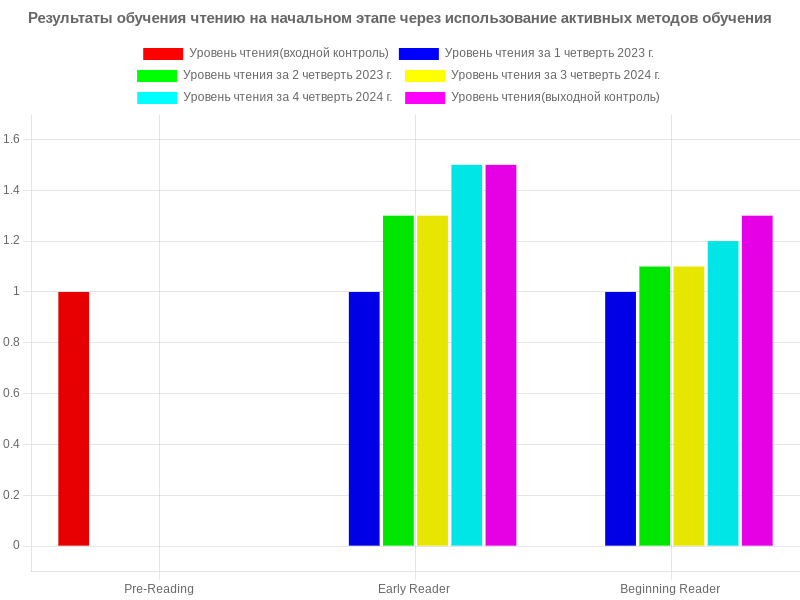 Результаты обучения чтению на начальном этапе через использование активных методов обучения
Уровень чтения(входной контроль) Уровень чтения за 1 четверть 2023 г.
Уровень чтения за 2 четверть 2023 г. Уровень чтения за 3 четверть 2024 г.
Уровень чтения за 4 четверть 2024 г. Уровень чтения(выходной контроль)
1.6
1.4
1.2
1
0.8
0.6
0.4
0.2
0
Pre-Reading Early Reader Beginning Reader